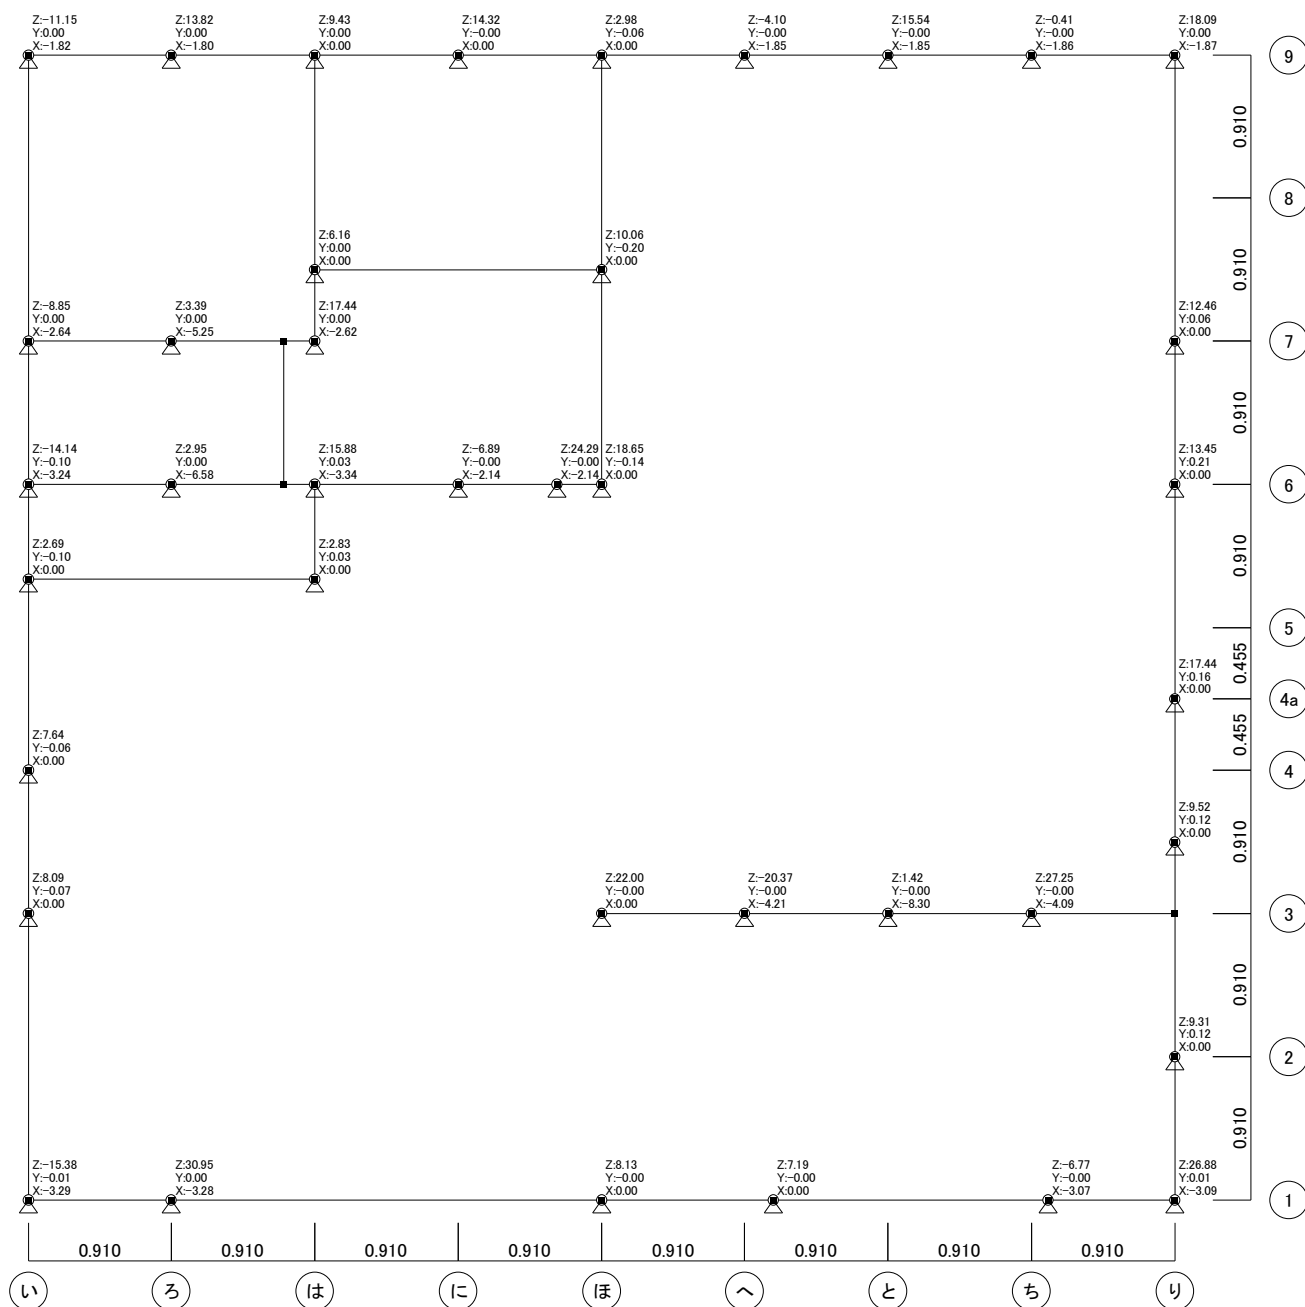 Z:-11.15
Y:0.00
X:-1.82
Z:13.82
Y:0.00
X:-1.80
Z:9.43
Y:0.00
X:0.00
Z:14.32
Y:-0.00
X:0.00
Z:2.98
Y:-0.06
X:0.00
Z:-4.10
Y:-0.00
X:-1.85
Z:15.54
Y:-0.00
X:-1.85
Z:-0.41
Y:-0.00
X:-1.86
Z:18.09
Y:0.00
X:-1.87
9
0.910
8
Z:6.16
Y:0.00
X:0.00
Z:10.06
Y:-0.20
X:0.00
0.910
Z:-8.85
Y:0.00
X:-2.64
Z:3.39
Y:0.00
X:-5.25
Z:17.44
Y:0.00
X:-2.62
Z:12.46
Y:0.06
X:0.00
7
0.910
Z:-14.14
Y:-0.10
X:-3.24
Z:2.95
Y:0.00
X:-6.58
Z:15.88
Y:0.03
X:-3.34
Z:-6.89
Y:-0.00
X:-2.14
Z:24.29
Y:-0.00
X:-2.14
Z:18.65
Y:-0.14
X:0.00
Z:13.45
Y:0.21
X:0.00
6
0.910
Z:2.69
Y:-0.10
X:0.00
Z:2.83
Y:0.03
X:0.00
5
0.455
Z:17.44
Y:0.16
X:0.00
4a
0.455
Z:7.64
Y:-0.06
X:0.00
4
Z:9.52
Y:0.12
X:0.00
0.910
Z:8.09
Y:-0.07
X:0.00
Z:22.00
Y:-0.00
X:0.00
Z:-20.37
Y:-0.00
X:-4.21
Z:1.42
Y:-0.00
X:-8.30
Z:27.25
Y:-0.00
X:-4.09
3
0.910
Z:9.31
Y:0.12
X:0.00
2
0.910
Z:-15.38
Y:-0.01
X:-3.29
Z:30.95
Y:0.00
X:-3.28
Z:8.13
Y:-0.00
X:0.00
Z:7.19
Y:-0.00
X:0.00
Z:-6.77
Y:-0.00
X:-3.07
Z:26.88
Y:0.01
X:-3.09
1
0.910 0.910 0.910 0.910 0.910 0.910 0.910 0.910
い ろ は に ほ へ と ち り